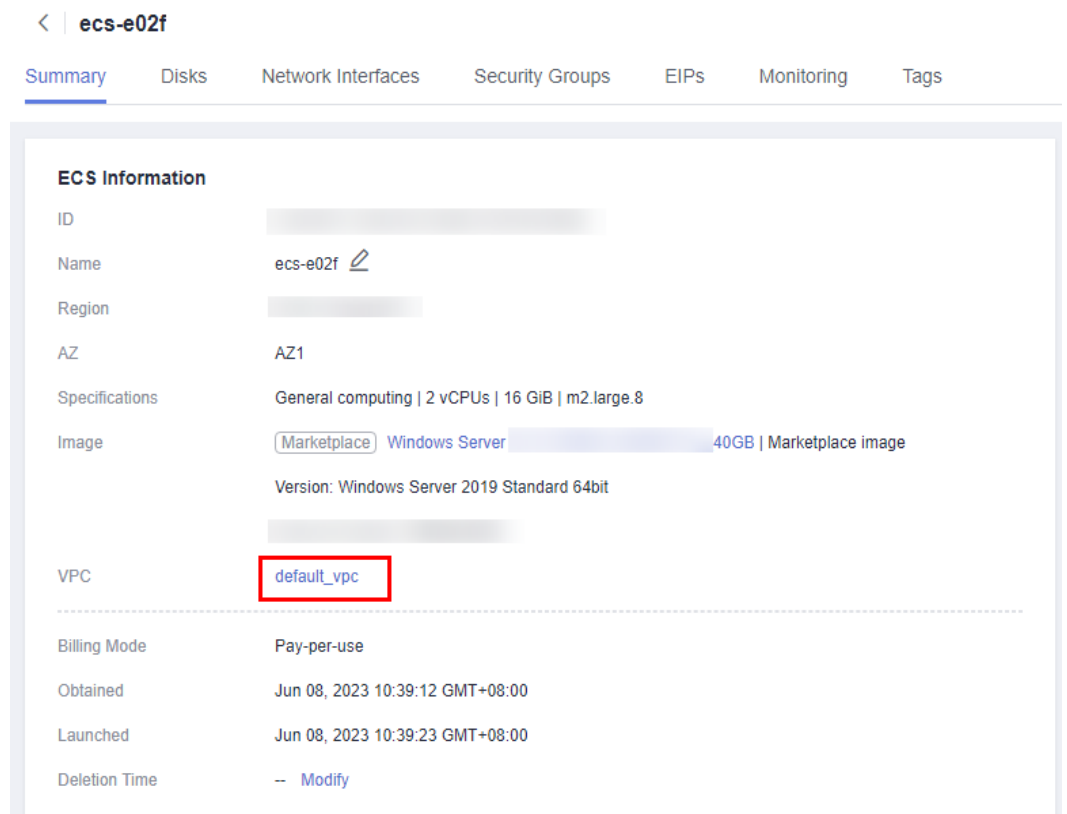 ecs-e02f
Summary Disks Network Interfaces Security Groups EIPs Monitoring Tags
ECS Information
ID
Name ecs-e02f
Region
AZ AZ1
Specifications General computing | 2 vCPUs | 16 GiB | m2.large.8
Image Marketplace Windows Server 40GB | Marketplace image
Version: Windows Server 2019 Standard 64bit
VPC default_vpc
Billing Mode Pay-per-use
Obtained Jun 08, 2023 10:39:12 GMT+08:00
Launched Jun 08, 2023 10:39:23 GMT+08:00
Deletion Time -- Modify